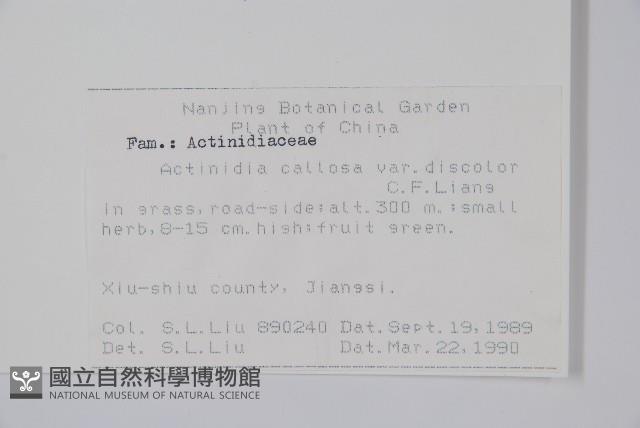 Nanjing Botanical Garden
Plant of China
Fam.: Actinidiaceae
Actinidia callosa var. discolor
C.F.Liang
In grass, road-side; alt. 300 m.; small
herb, 8-15 cm. high; fruit green.
Xiu-shiu county, Jiangsi.
Col. S.L.Liu 890240 Dat. Sept. 19, 1989
Det. S.L.Liu Dat. Mar. 22, 1990
國立自然科學博物館
NATIONAL MUSEUM OF NATURAL SCIENCE